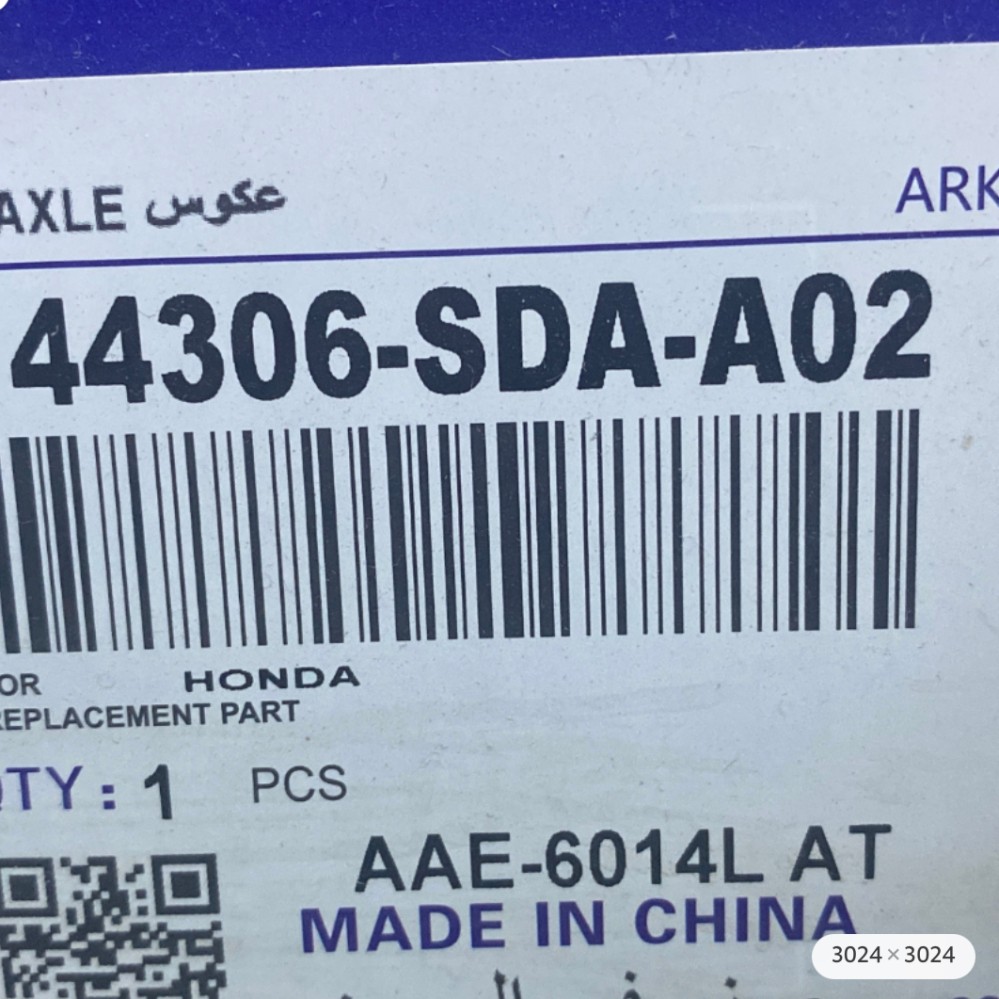 AXLE عكوس
ARK
44306-SDA-A02
OR HONDA
REPLACEMENT PART
QTY : 1 PCS
AAE-6014L AT
MADE IN CHINA
3024×3024